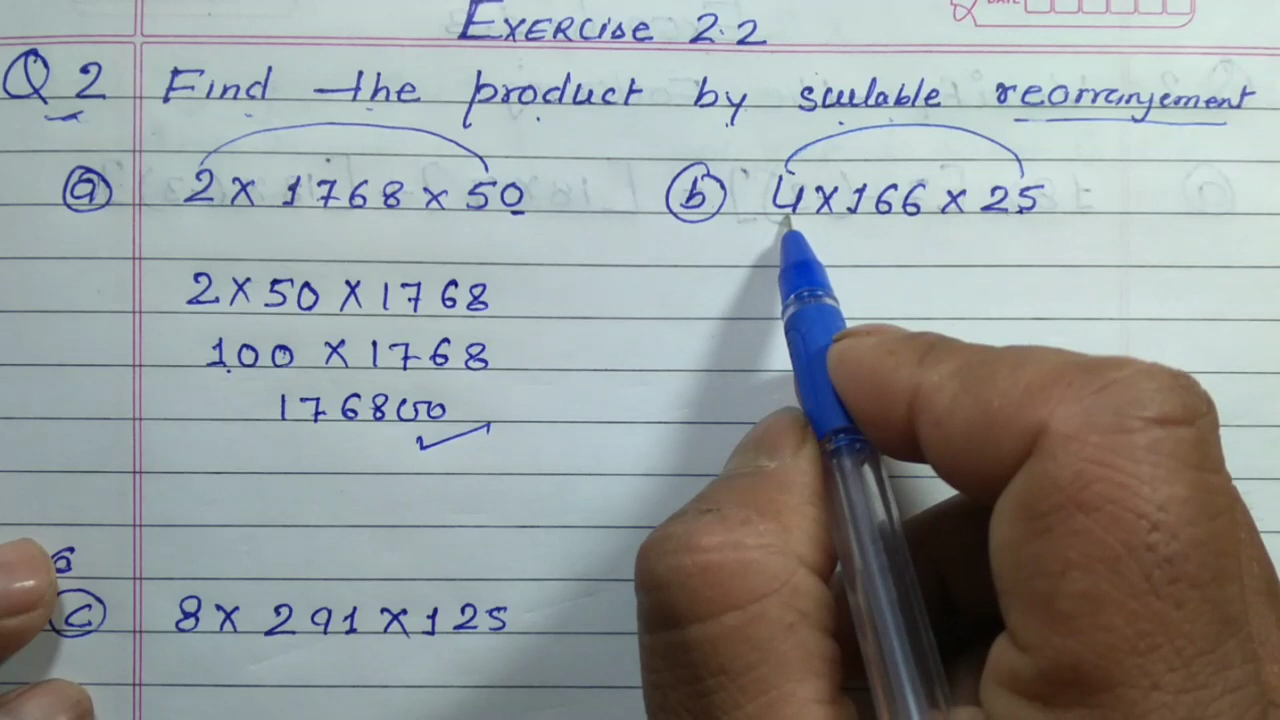 EXERCISE 2.2
DATE
Q 2 Find the product by suitable rearrangement
(a) 2 × 1768 × 50
(b) 4 × 166 × 25
2 × 50 × 1768
100 × 1768
176800
(c) 8 × 291 × 125